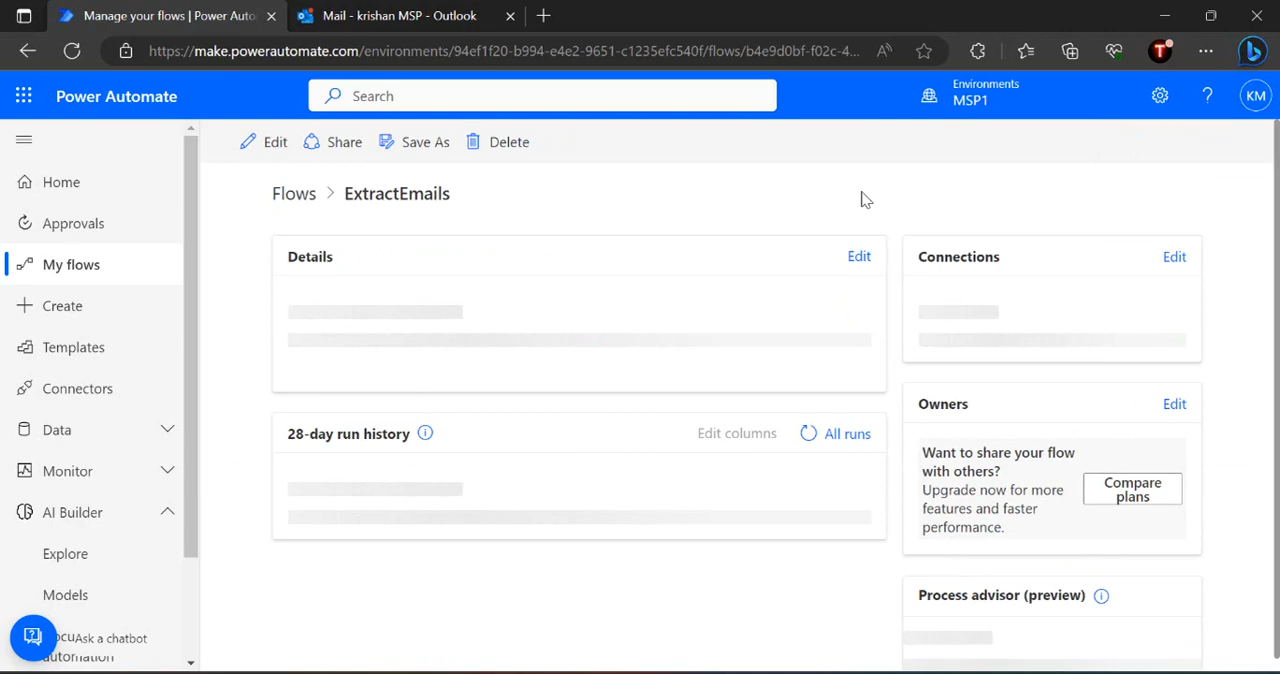 Manage your flows | Power Auto
Mail - krishan MSP - Outlook
https://make.powerautomate.com/environments/94ef1f20-b994-e4e2-9651-c1235efc540f/flows/b4e9d0bf-f02c-4...
Power Automate
Search
Environments
MSP1
KM
Edit
Share
Save As
Delete
Home
Approvals
My flows
Create
Templates
Connectors
Data
Monitor
AI Builder
Explore
Models
Ask a chatbot
automation
Flows > ExtractEmails
Details
Edit
28-day run history
Edit columns
All runs
Connections
Edit
Owners
Edit
Want to share your flow
with others?
Upgrade now for more
features and faster
performance.
Compare
plans
Process advisor (preview)